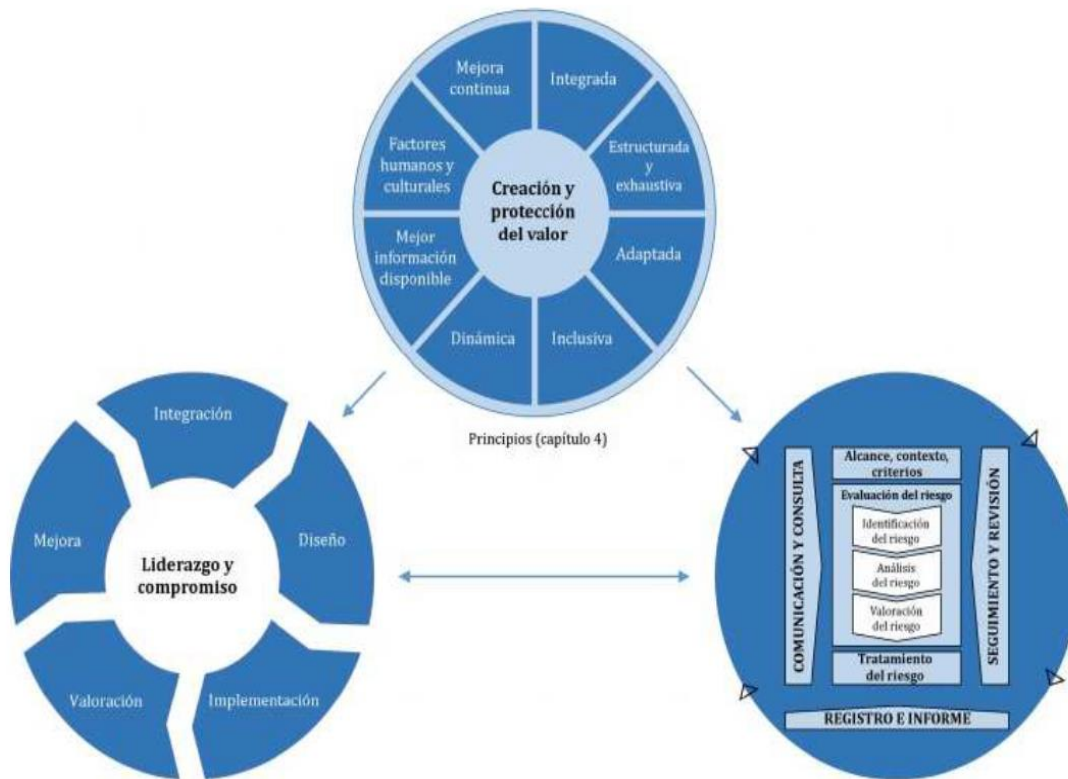 Mejora
continua
Integrada
Estructurada
y
exhaustiva
Adaptada
Inclusiva
Dinámica
Mejor
información
disponible
Factores
humanos y
culturales
Creación y
protección
del valor
Principios (capítulo 4)
Integración
Diseño
Implementación
Valoración
Mejora
Liderazgo y
compromiso
COMUNICACIÓN Y CONSULTA
Alcance, contexto,
criterios
Evaluación del riesgo
Identificación
del riesgo
Análisis
del riesgo
Valoración
del riesgo
Tratamiento
del riesgo
SEGUIMIENTO Y REVISIÓN
REGISTRO E INFORME